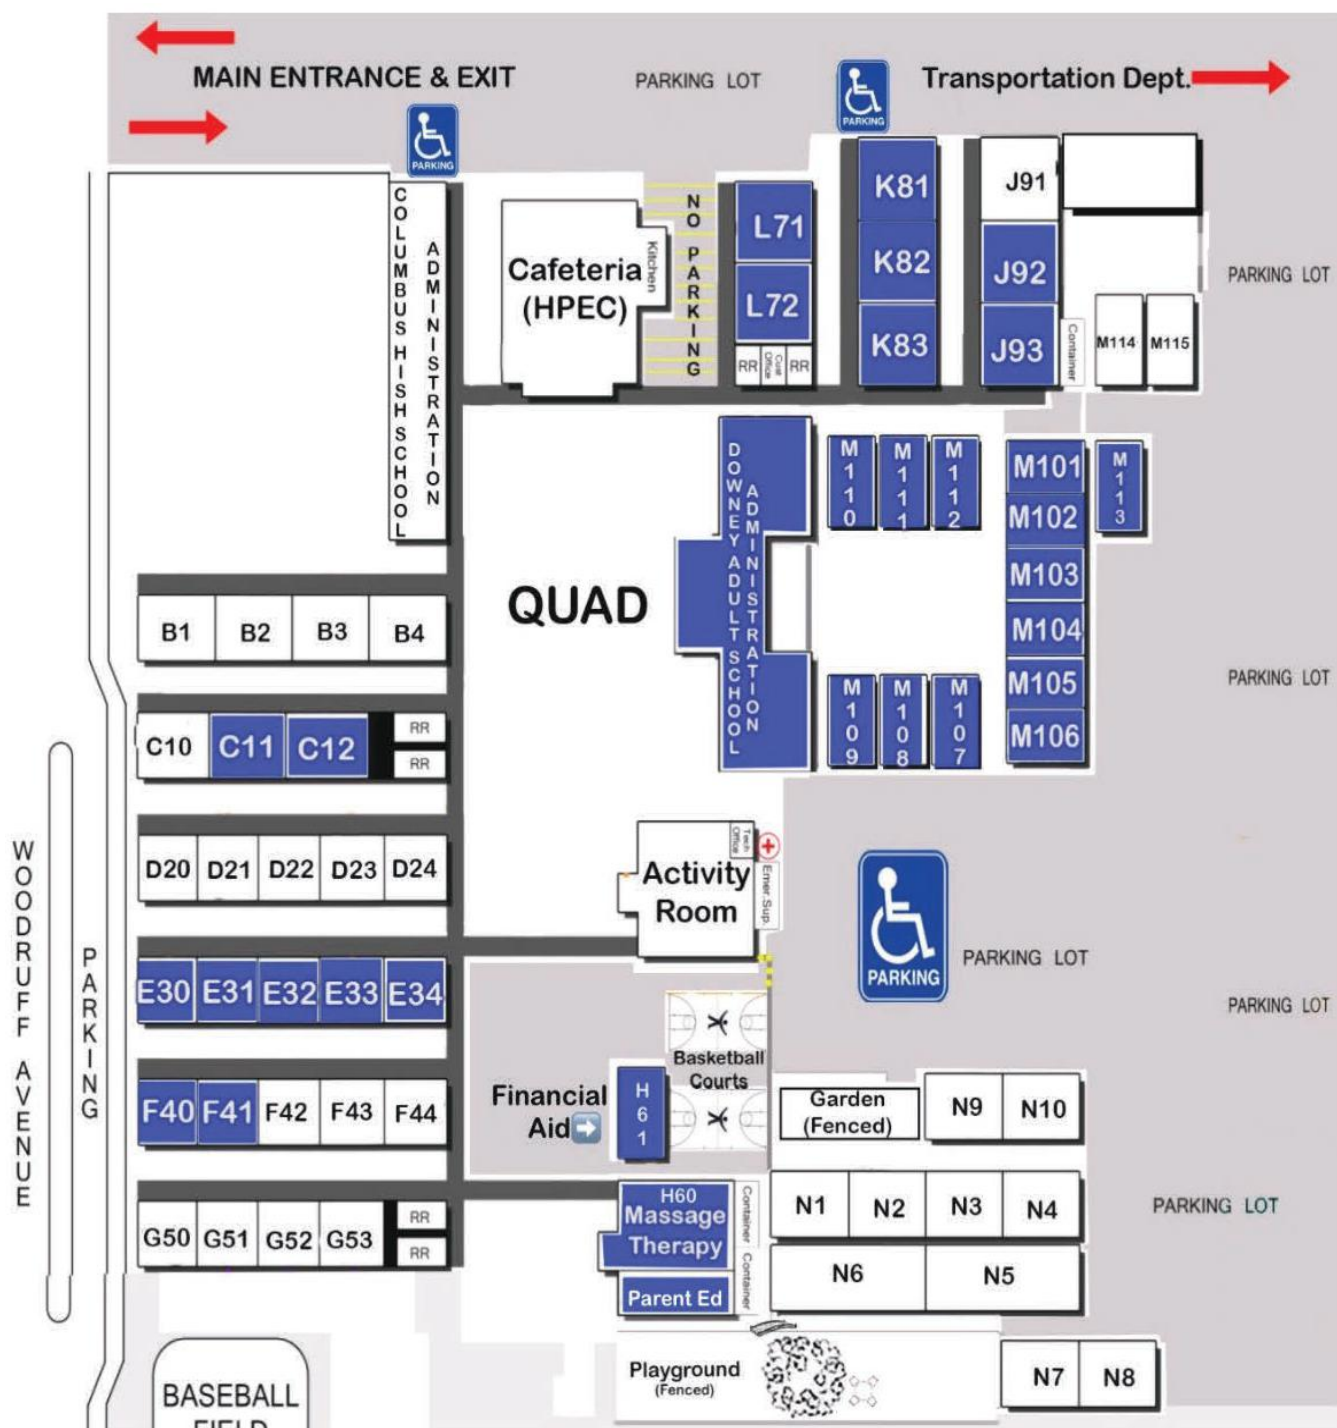 MAIN ENTRANCE & EXIT
PARKING LOT
Transportation Dept.
PARKING
PARKING
COLUMBUS HISH SCHOOL
ADMINISTRATION
Cafeteria
(HPEC)
Kitchen
NO PARKING
L71
L72
RR
Cust
Office
RR
K81
K82
K83
J91
J92
J93
Container
M114
M115
PARKING LOT
QUAD
DOWNEY ADULT SCHOOL
ADMINISTRATION
M110
M111
M112
M101
M102
M103
M104
M105
M106
M113
M109
M108
M107
PARKING LOT
B1
B2
B3
B4
C10
C11
C12
RR
RR
D20
D21
D22
D23
D24
E30
E31
E32
E33
E34
F40
F41
F42
F43
F44
G50
G51
G52
G53
RR
RR
WOODRUFF AVENUE
PARKING
Tech
Office
Activity
Room
Emer.Sup.
PARKING
PARKING LOT
PARKING LOT
Basketball
Courts
Financial
Aid
H61
Garden
(Fenced)
N9
N10
H60
Massage
Therapy
Parent Ed
Container
Container
N1
N2
N3
N4
N6
N5
PARKING LOT
Playground
(Fenced)
N7
N8
BASEBALL
FIELD